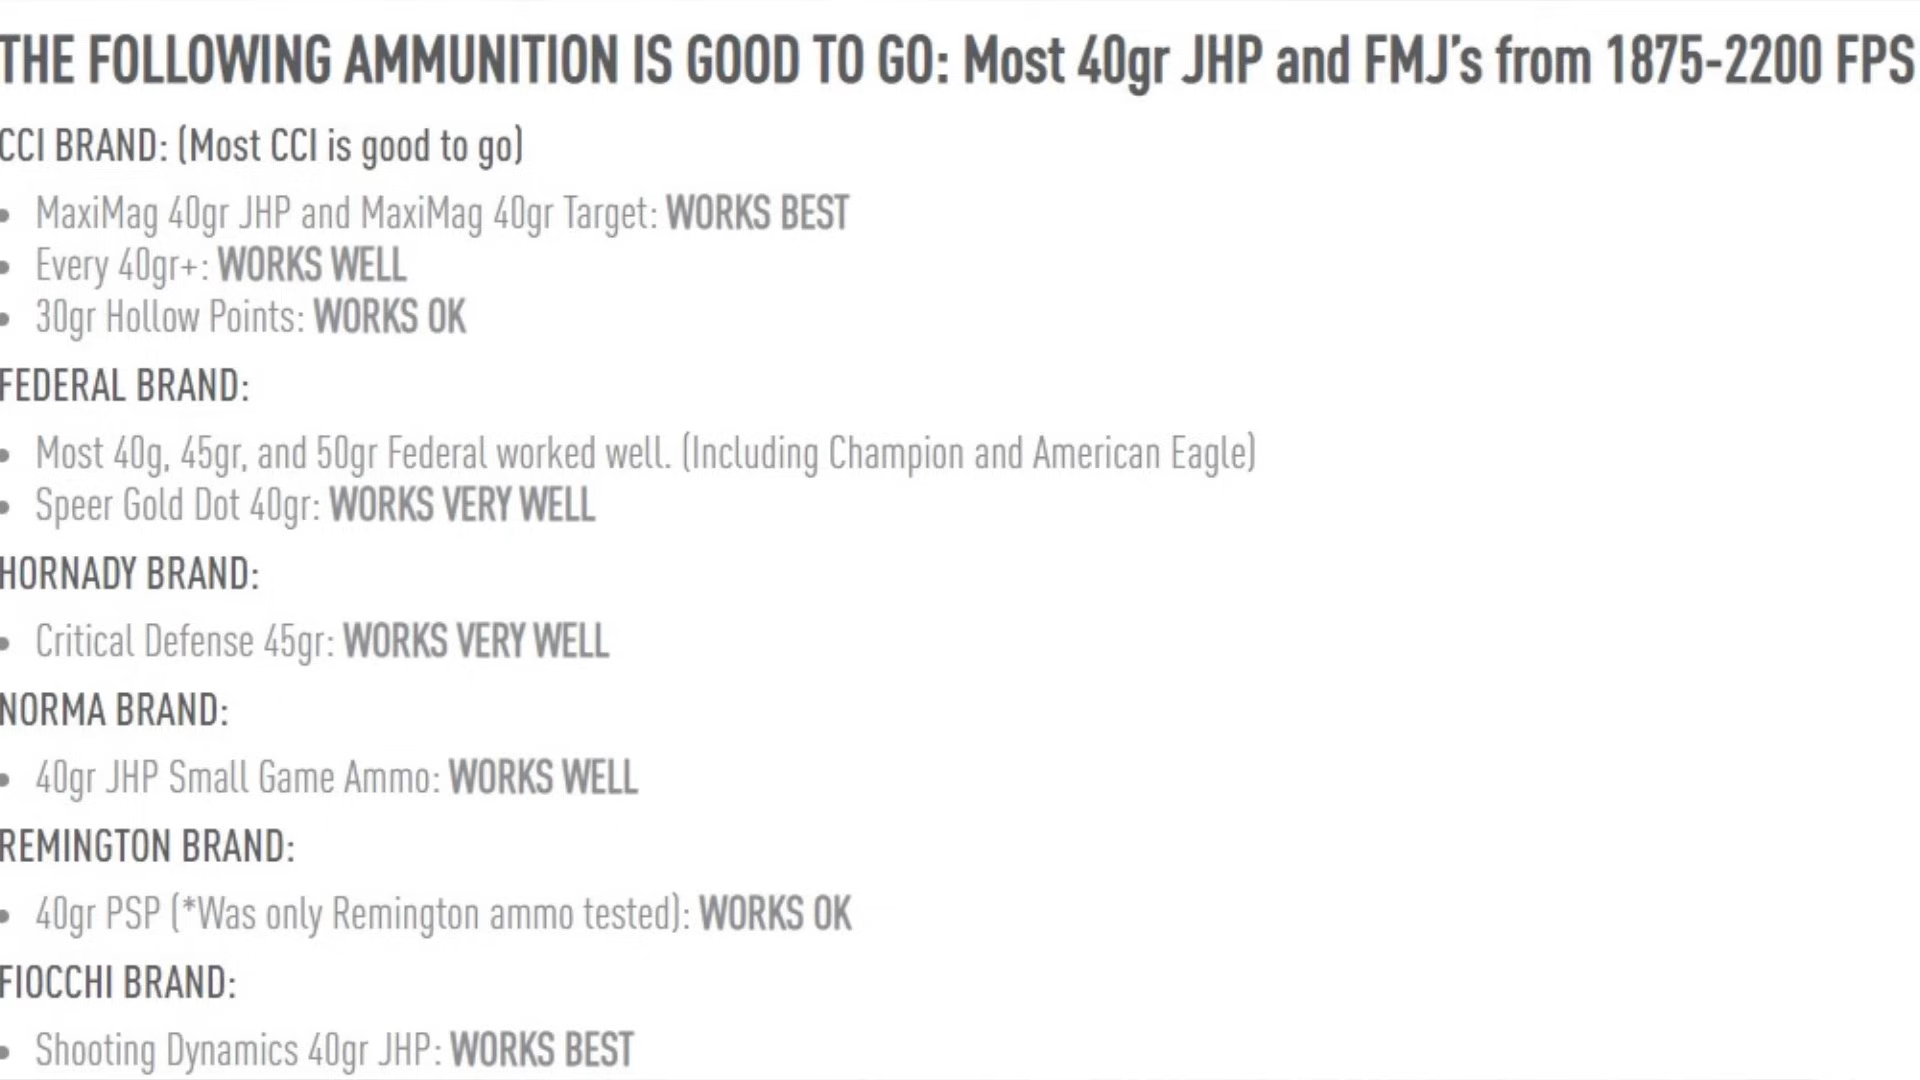 THE FOLLOWING AMMUNITION IS GOOD TO GO: Most 40gr JHP and FMJ's from 1875-2200 FPS
CCI BRAND: (Most CCI is good to go)
• MaxiMag 40gr JHP and MaxiMag 40gr Target: WORKS BEST
• Every 40gr+: WORKS WELL
• 30gr Hollow Points: WORKS OK
FEDERAL BRAND:
• Most 40g, 45gr, and 50gr Federal worked well. (Including Champion and American Eagle)
• Speer Gold Dot 40gr: WORKS VERY WELL
HORNADY BRAND:
• Critical Defense 45gr: WORKS VERY WELL
NORMA BRAND:
• 40gr JHP Small Game Ammo: WORKS WELL
REMINGTON BRAND:
• 40gr PSP (*Was only Remington ammo tested): WORKS OK
FIOCCHI BRAND:
• Shooting Dynamics 40gr JHP: WORKS BEST